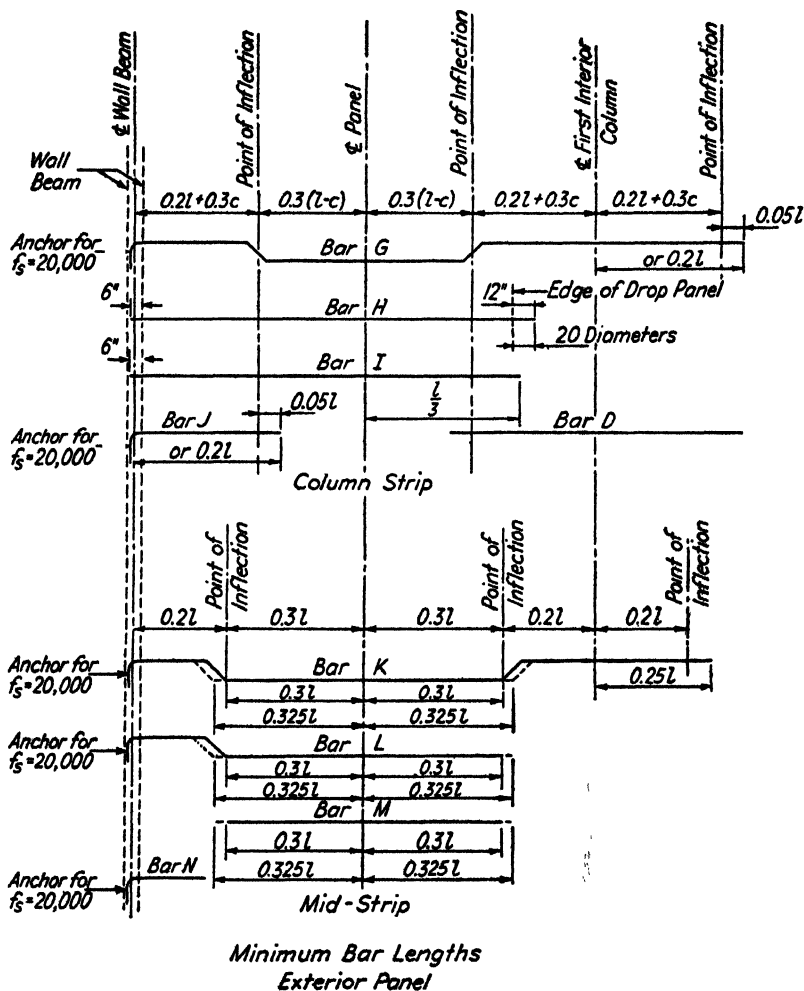 ℄ Wall Beam
Point of Inflection
℄ Panel
Point of Inflection
℄ First Interior
Column
Point of Inflection
Wall
Beam
0.2l+0.3c
0.3(l-c)
0.3(l-c)
0.2l+0.3c
0.2l+0.3c
0.05l
Anchor for
fs=20,000
Bar G
or 0.2l
6"
12"
Edge of Drop Panel
Bar H
20 Diameters
6"
Bar I
l/3
0.05l
Bar J
Bar D
Anchor for
fs=20,000
or 0.2l
Column Strip
Point of
Inflection
Point of
Inflection
Point of
Inflection
0.2l
0.3l
0.3l
0.2l
0.2l
Anchor for
fs=20,000
Bar K
0.25l
0.3l
0.3l
0.325l
0.325l
Anchor for
fs=20,000
Bar L
0.3l
0.3l
0.325l
0.325l
Bar M
0.3l
0.3l
0.325l
0.325l
Bar N
Anchor for
fs=20,000
Mid-Strip
Minimum Bar Lengths
Exterior Panel